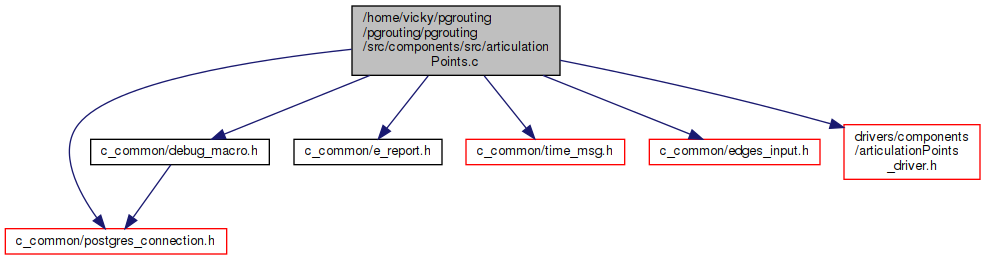 /home/vicky/pgrouting
/pgrouting/pgrouting
/src/components/src/articulation
Points.c
c_common/debug_macro.h
c_common/e_report.h
c_common/time_msg.h
c_common/edges_input.h
drivers/components
/articulationPoints
_driver.h
c_common/postgres_connection.h